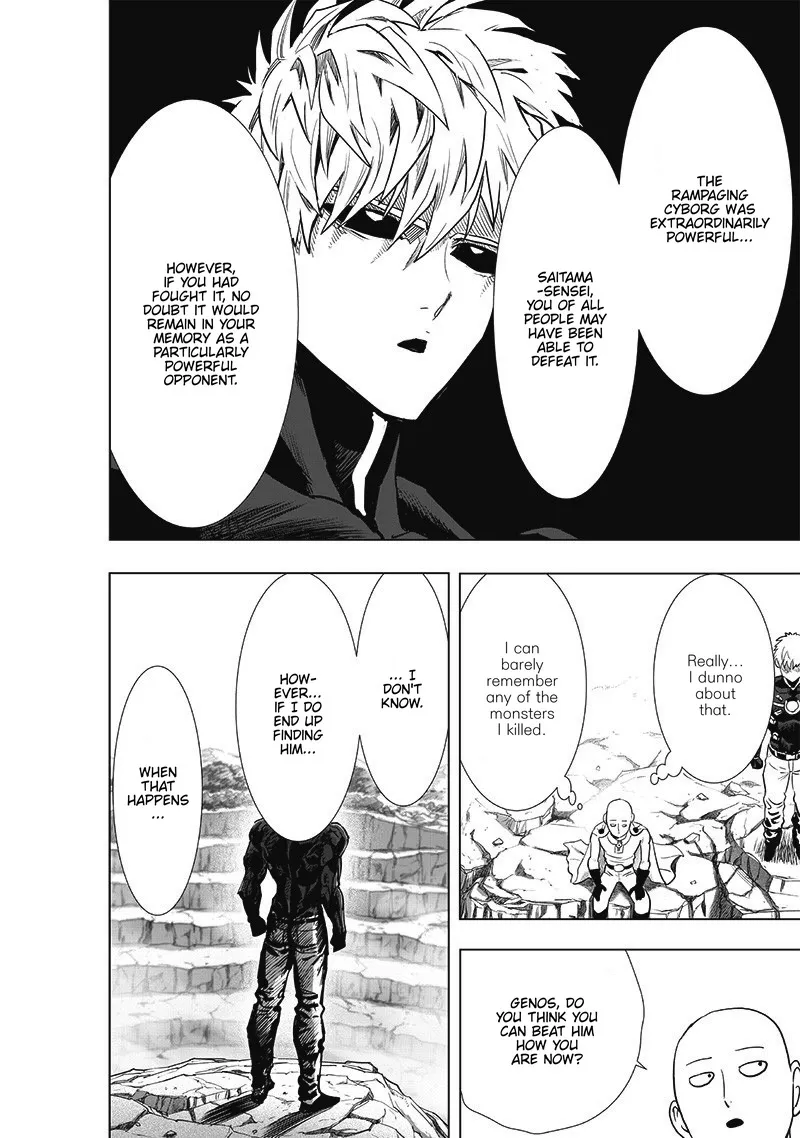 THE
RAMPAGING
CYBORG WAS
EXTRAORDINARILY
POWERFUL...
SAITAMA
-SENSEI,
YOU OF ALL
PEOPLE MAY
HAVE BEEN
ABLE TO
DEFEAT IT.
HOWEVER,
IF YOU HAD
FOUGHT IT, NO
DOUBT IT WOULD
REMAIN IN YOUR
MEMORY AS A
PARTICULARLY
POWERFUL
OPPONENT.
Really...
I dunno
about
that.
I can
barely
remember
any of the
monsters
I killed.
GENOS, DO
YOU THINK YOU
CAN BEAT HIM
HOW YOU
ARE NOW?
... I
DON'T
KNOW.
HOW-
EVER...
IF I DO
END UP
FINDING
HIM...
WHEN
THAT
HAPPENS
...